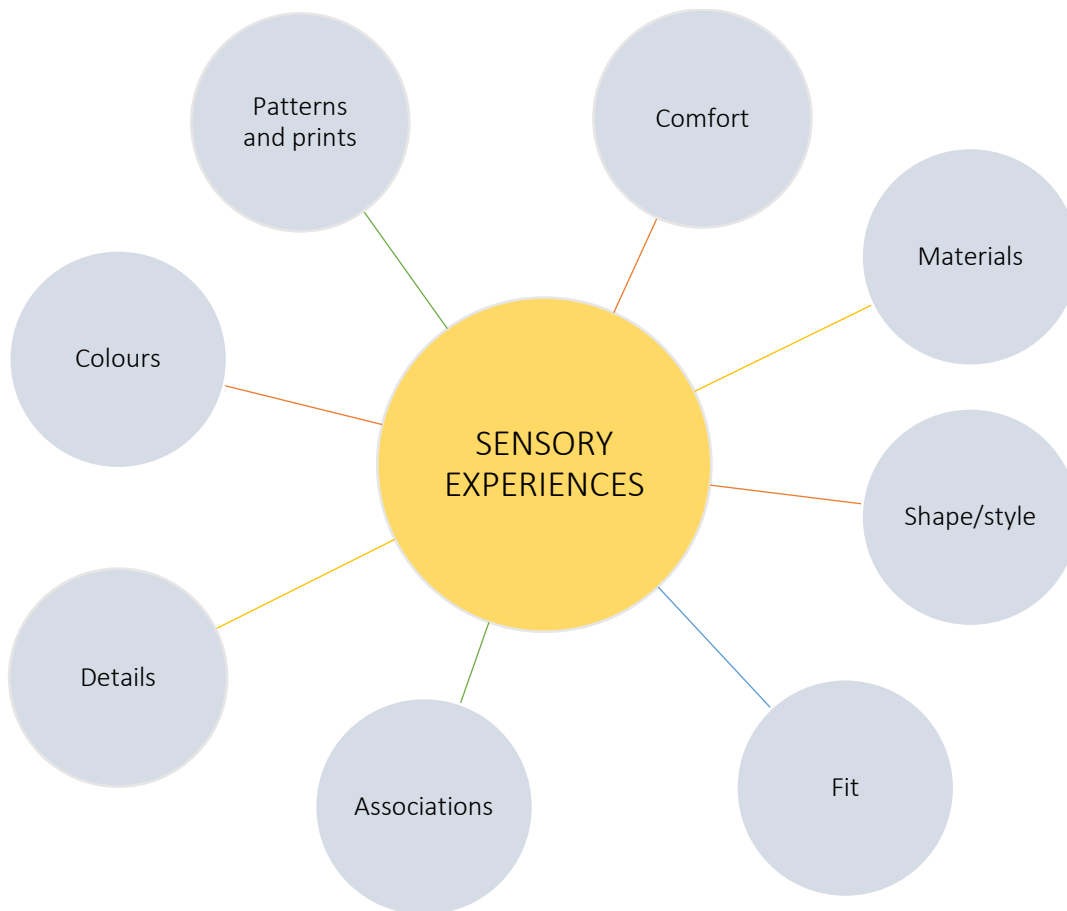 Patterns
and prints
Comfort
Materials
Colours
SENSORY
EXPERIENCES
Shape/style
Details
Associations
Fit